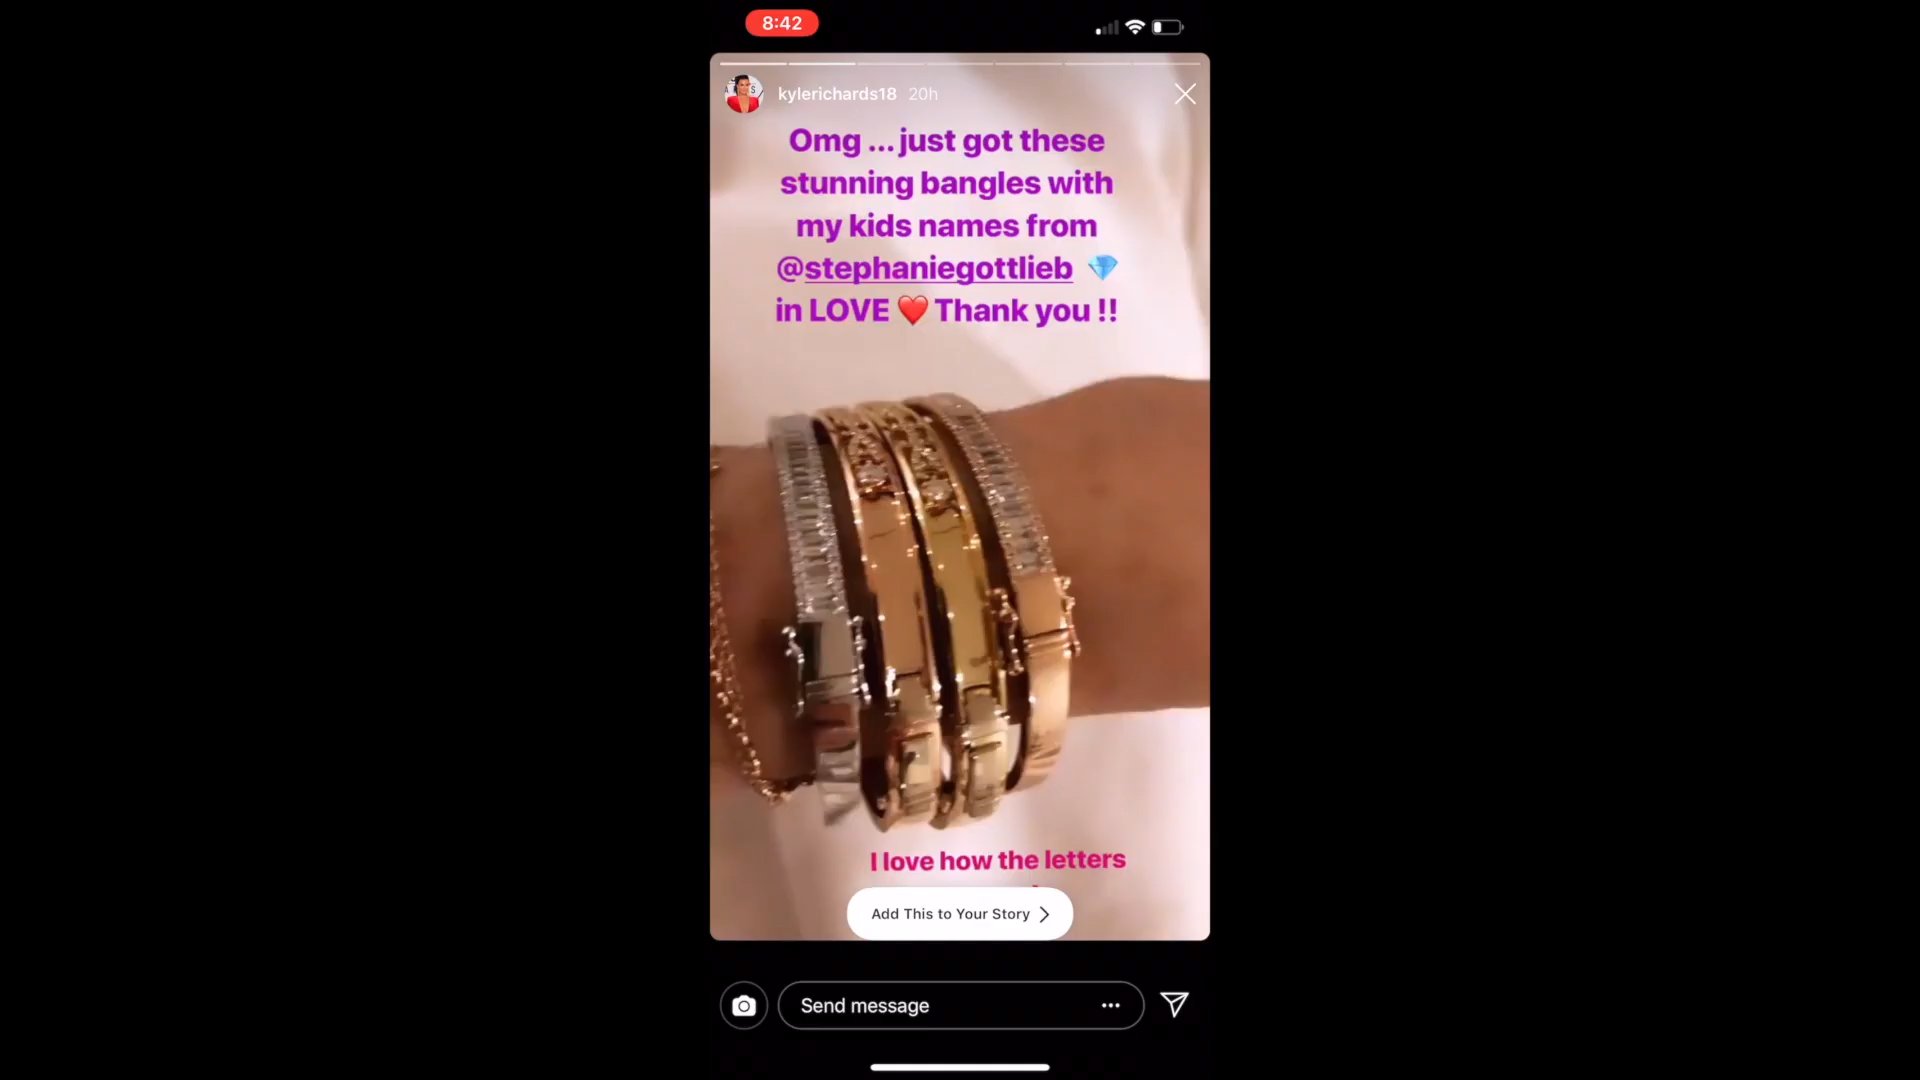 8:42
kylerichards18 20h
Omg ... just got these
stunning bangles with
my kids names from
@stephaniegottlieb 💎
in LOVE ❤️ Thank you !!
I love how the letters
Add This to Your Story
Send message